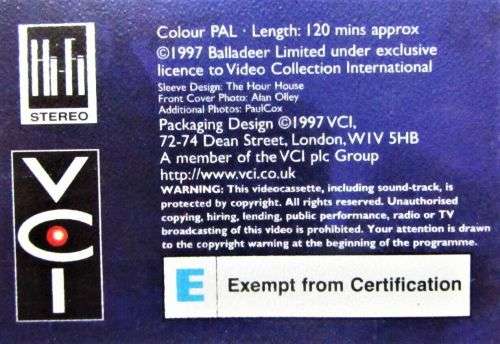 Hi-Fi
STEREO
VCI
Colour PAL · Length: 120 mins approx
©1997 Balladeer Limited under exclusive
licence to Video Collection International
Sleeve Design: The Hour House
Front Cover Photo: Alan Olley
Additional Photos: PaulCox
Packaging Design ©1997 VCI,
72-74 Dean Street, London, W1V 5HB
A member of the VCI plc Group
http://www.vci.co.uk
WARNING: This videocassette, including sound-track, is
protected by copyright. All rights reserved. Unauthorised
copying, hiring, lending, public performance, radio or TV
broadcasting of this video is prohibited. Your attention is drawn
to the copyright warning at the beginning of the programme.
E Exempt from Certification